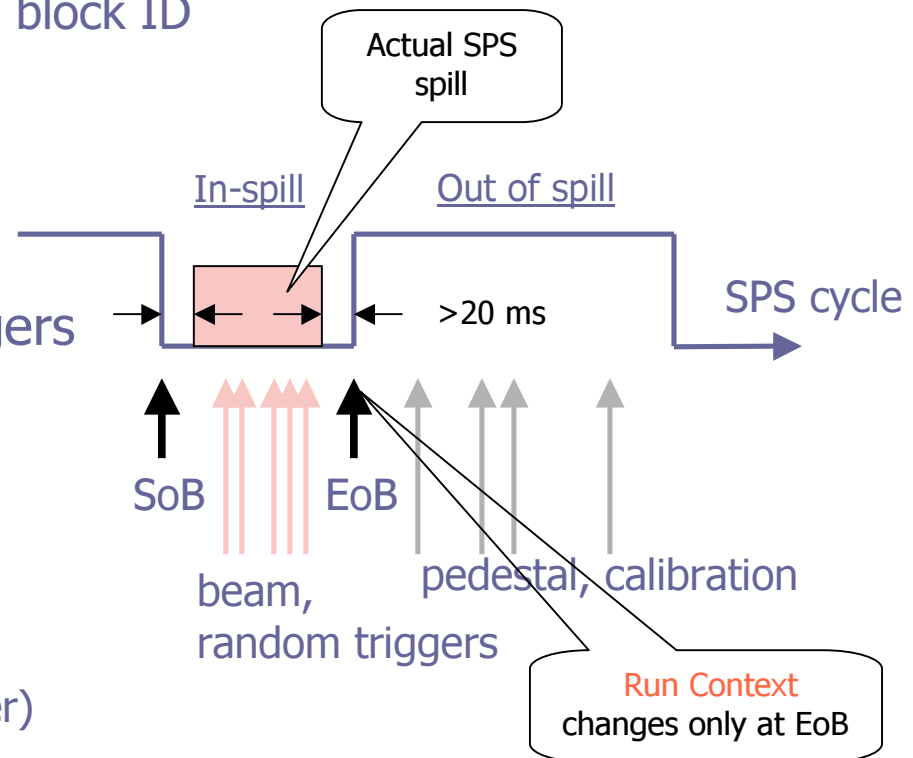 block ID
Actual SPS
spill
In-spill
Out of spill
gers
>20 ms
SPS cycle
SoB
EoB
beam,
random triggers
pedestal, calibration
Run Context
changes only at EoB
er)